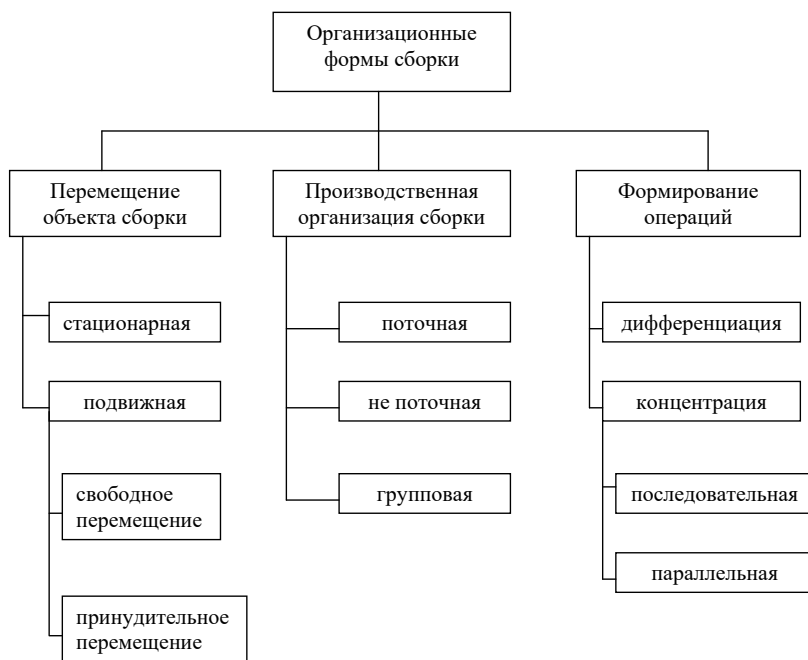 Организационные
формы сборки
Перемещение
объекта сборки
Производственная
организация сборки
Формирование
операций
стационарная
подвижная
свободное
перемещение
принудительное
перемещение
поточная
не поточная
групповая
дифференциация
концентрация
последовательная
параллельная